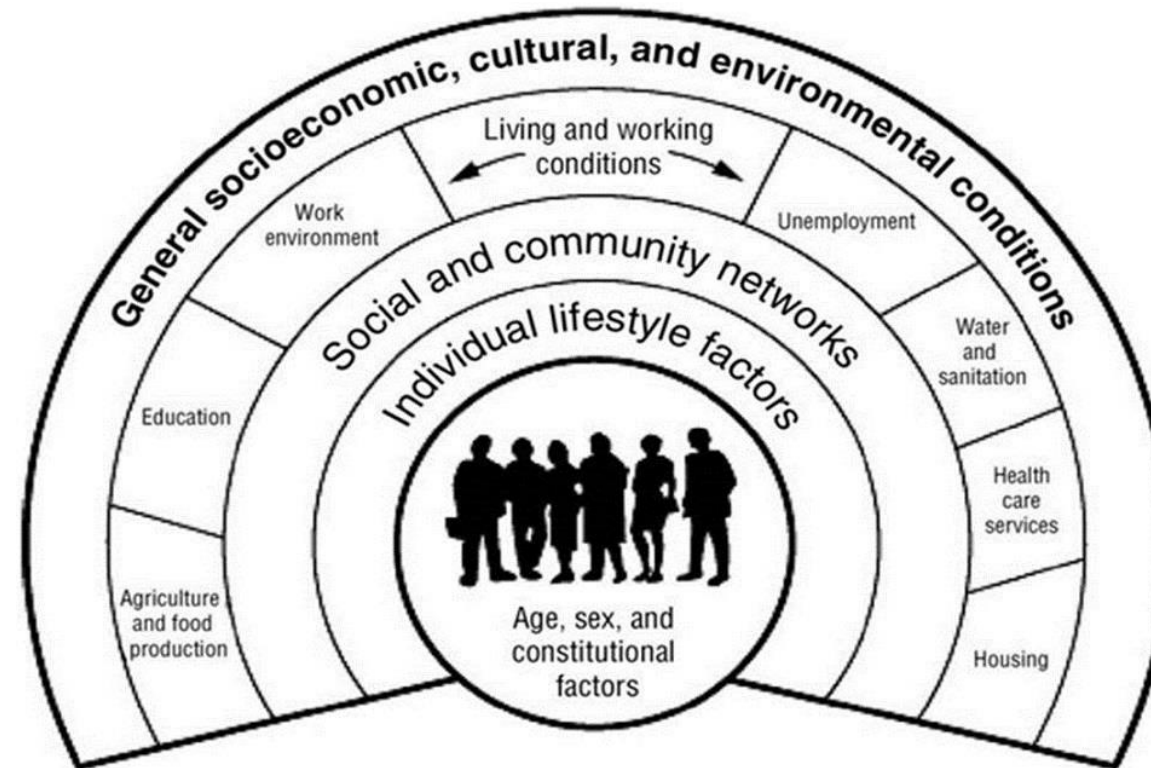 General socioeconomic, cultural, and environmental conditions
Living and working
conditions
Work
environment
Unemployment
Education
Water
and
sanitation
Agriculture
and food
production
Health
care
services
Housing
Social and community networks
Individual lifestyle factors
Age, sex, and
constitutional
factors